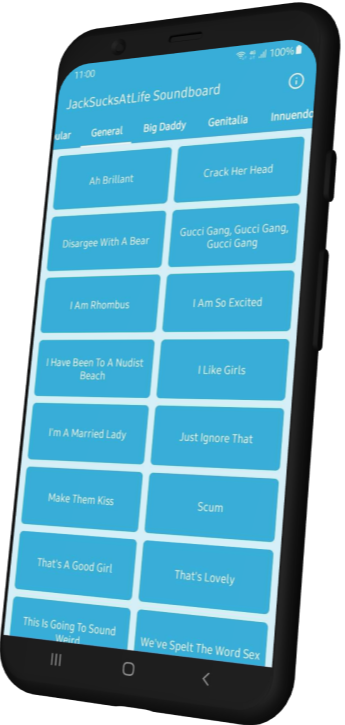 11:00
100%
JackSucksAtLife Soundboard
ular General Big Daddy Genitalia Innuendo
Ah Brillant
Crack Her Head
Disargee With A Bear
Gucci Gang, Gucci Gang,
Gucci Gang
I Am Rhombus
I Am So Excited
I Have Been To A Nudist
Beach
I Like Girls
I'm A Married Lady
Just Ignore That
Make Them Kiss
Scum
That's A Good Girl
That's Lovely
This Is Going To Sound
Weird
We've Spelt The Word Sex